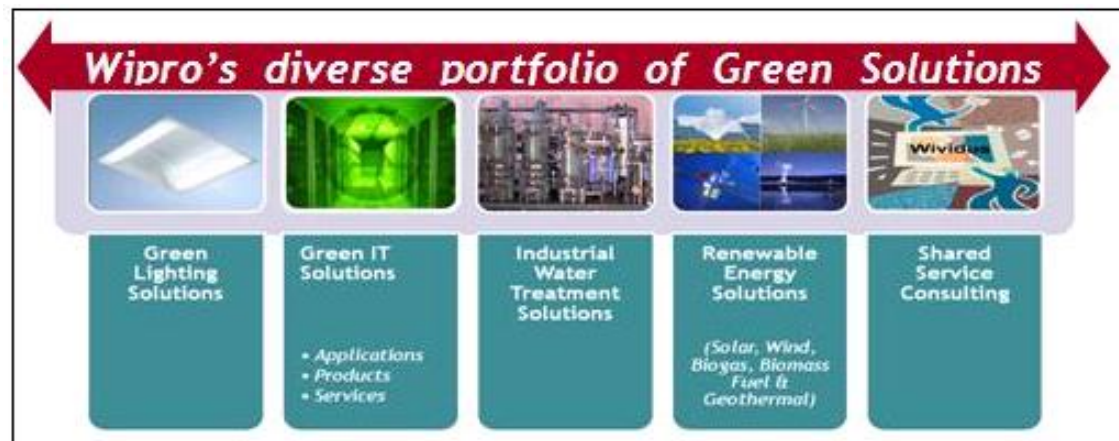 Wipro's diverse portfolio of Green Solutions
Wividus
Green
Lighting
Solutions
Green IT
Solutions
• Applications
• Products
• Services
Industrial
Water
Treatment
Solutions
Renewable
Energy
Solutions
(Solar, Wind,
Biogas, Biomass
Fuel &
Geothermal)
Shared
Service
Consulting